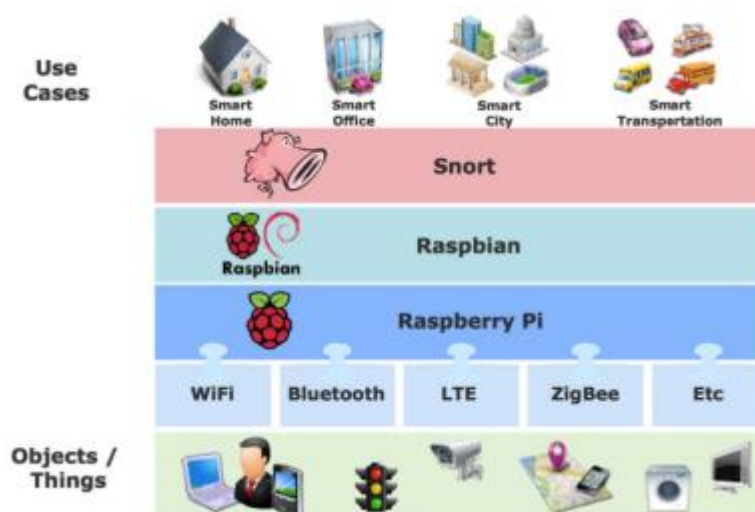 Use
Cases
Smart
Home
Smart
Office
Smart
City
Smart
Transpertation
Snort
Raspbian
Raspbian
Raspberry Pi
WiFi
Bluetooth
LTE
ZigBee
Etc
Objects /
Things